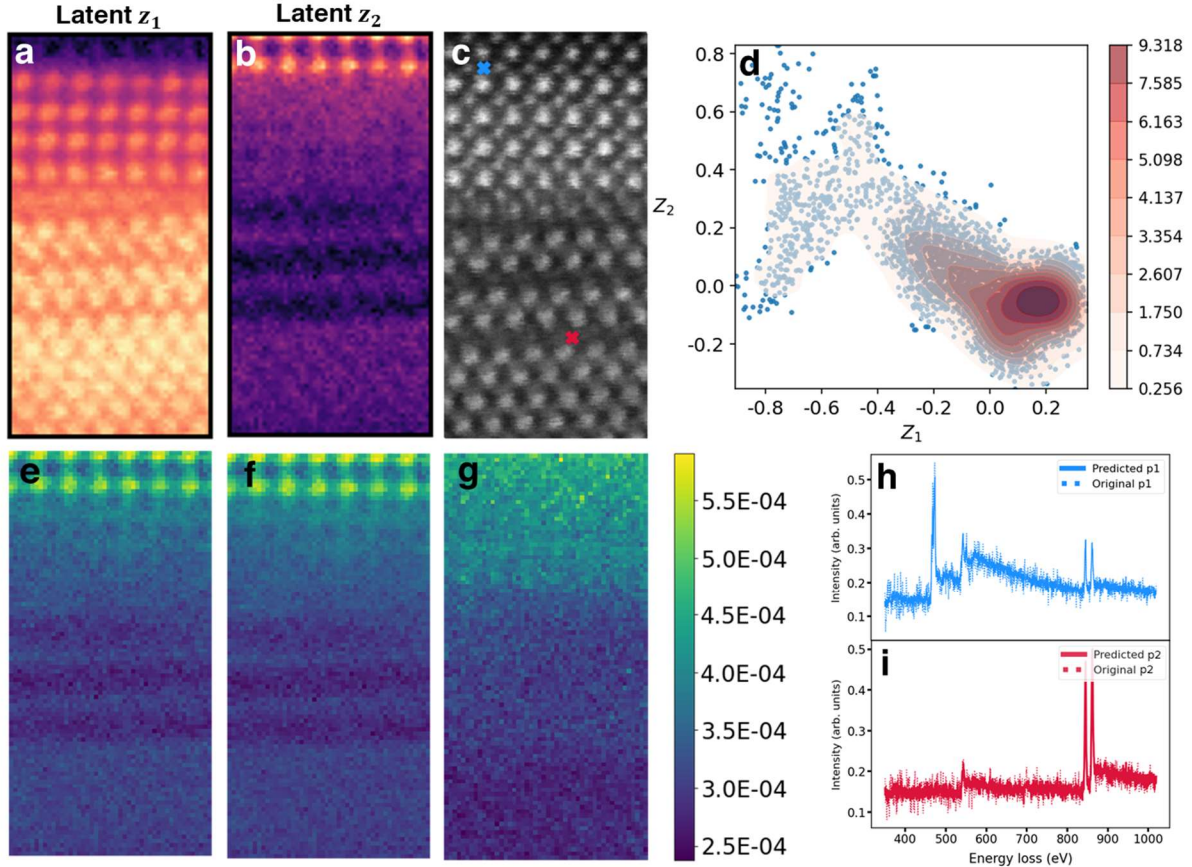 Latent z₁
Latent z₂
a
b
c
d
0.8
0.6
0.4
0.2
0.0
-0.2
Z₂
-0.8
-0.6
-0.4
-0.2
0.0
0.2
Z₁
9.318
7.585
6.163
5.098
4.137
3.354
2.607
1.750
0.734
0.256
e
f
g
5.5E-04
5.0E-04
4.5E-04
4.0E-04
3.5E-04
3.0E-04
2.5E-04
h
Predicted p1
Original p1
Intensity (arb. units)
0.5
0.4
0.3
0.2
0.1
i
Predicted p2
Original p2
Intensity (arb. units)
0.5
0.4
0.3
0.2
0.1
400
500
600
700
800
900
1000
Energy loss (eV)